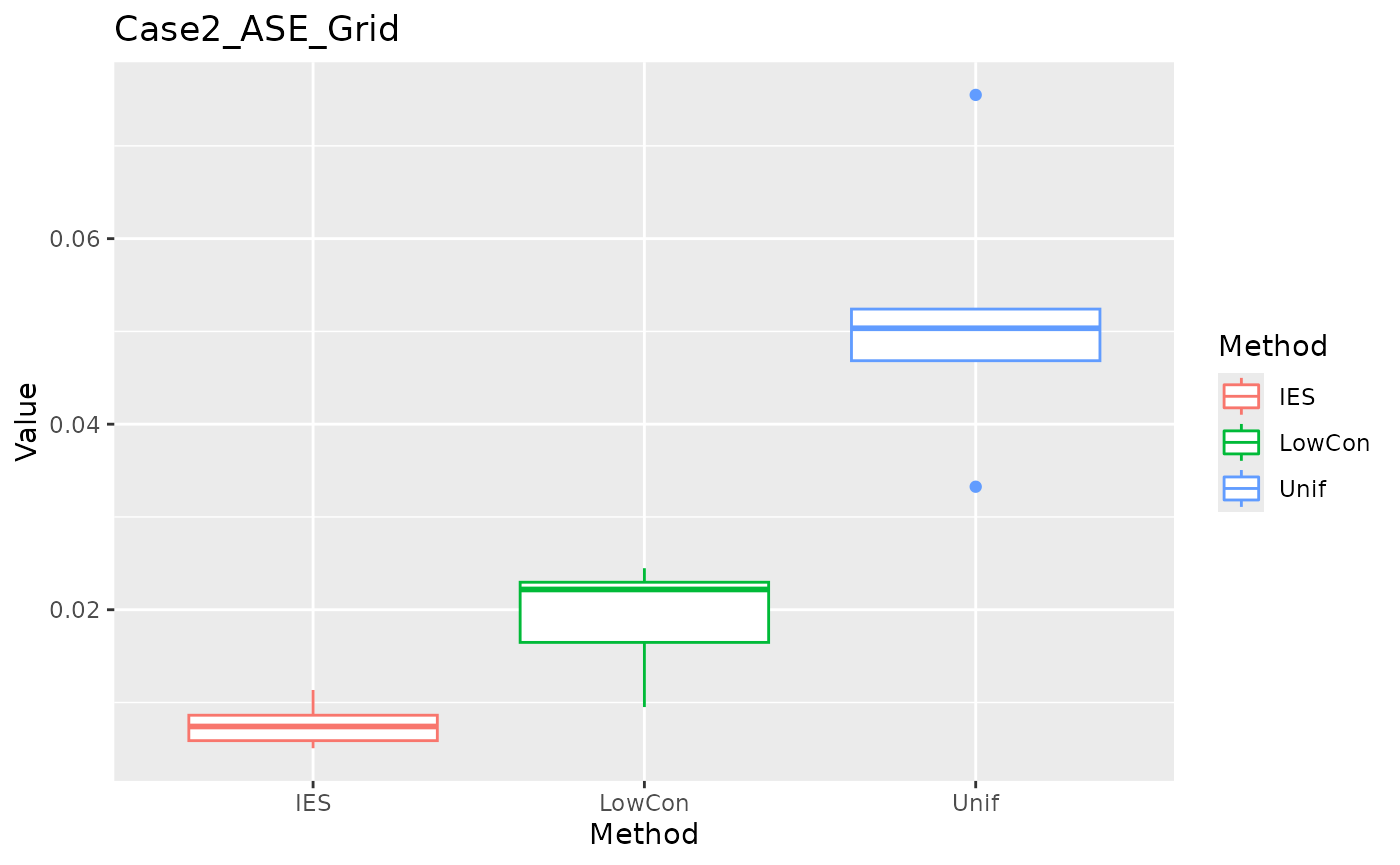 Case2_ASE_Grid
Value
0.06
0.04
0.02
IES
LowCon
Unif
Method
Method
IES
LowCon
Unif